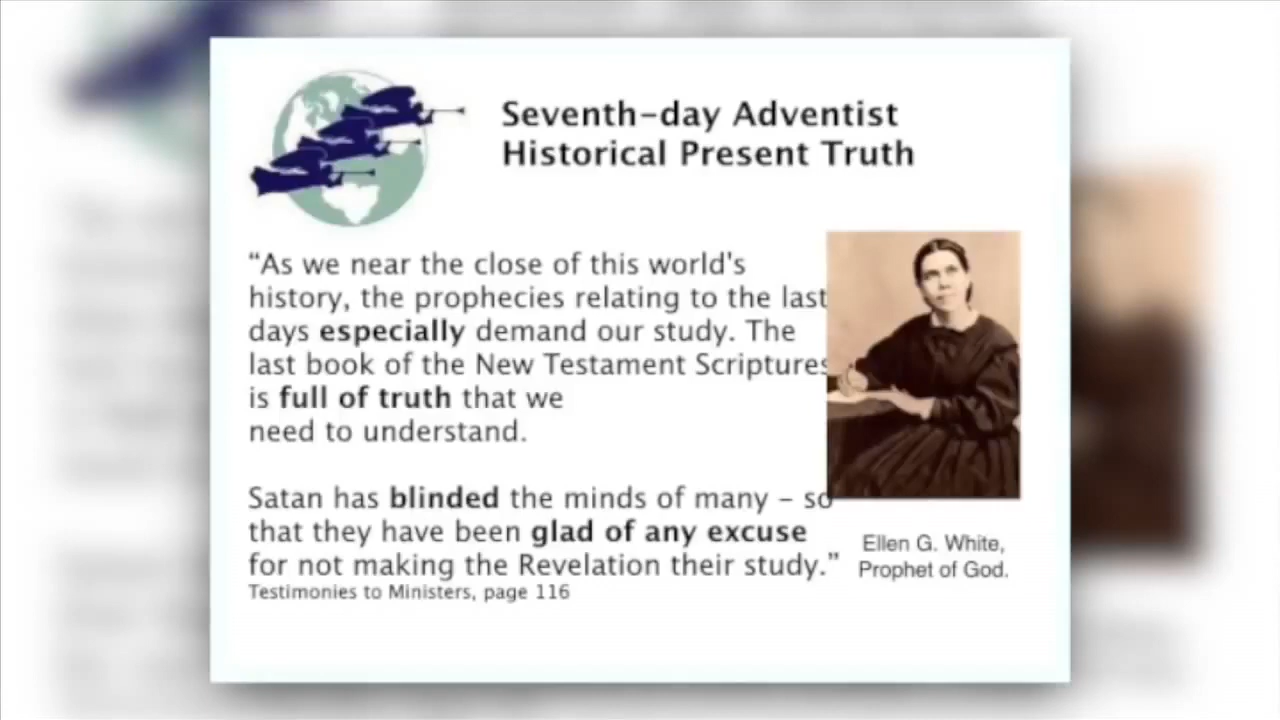 Seventh-day Adventist
Historical Present Truth
“As we near the close of this world's
history, the prophecies relating to the last
days especially demand our study. The
last book of the New Testament Scriptures
is full of truth that we
need to understand.
Satan has blinded the minds of many – so
that they have been glad of any excuse
for not making the Revelation their study.”
Testimonies to Ministers, page 116
Ellen G. White,
Prophet of God.